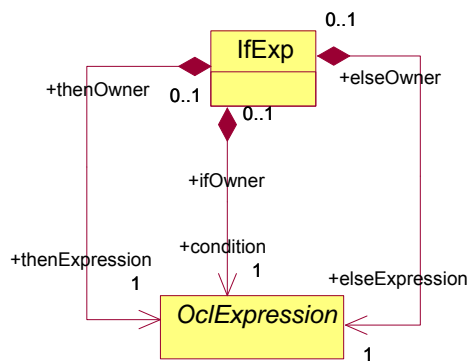 0..1
IfExp
+thenOwner
+elseOwner
0..1
0..1
+ifOwner
+condition
+thenExpression
1
1
+elseExpression
OclExpression
1